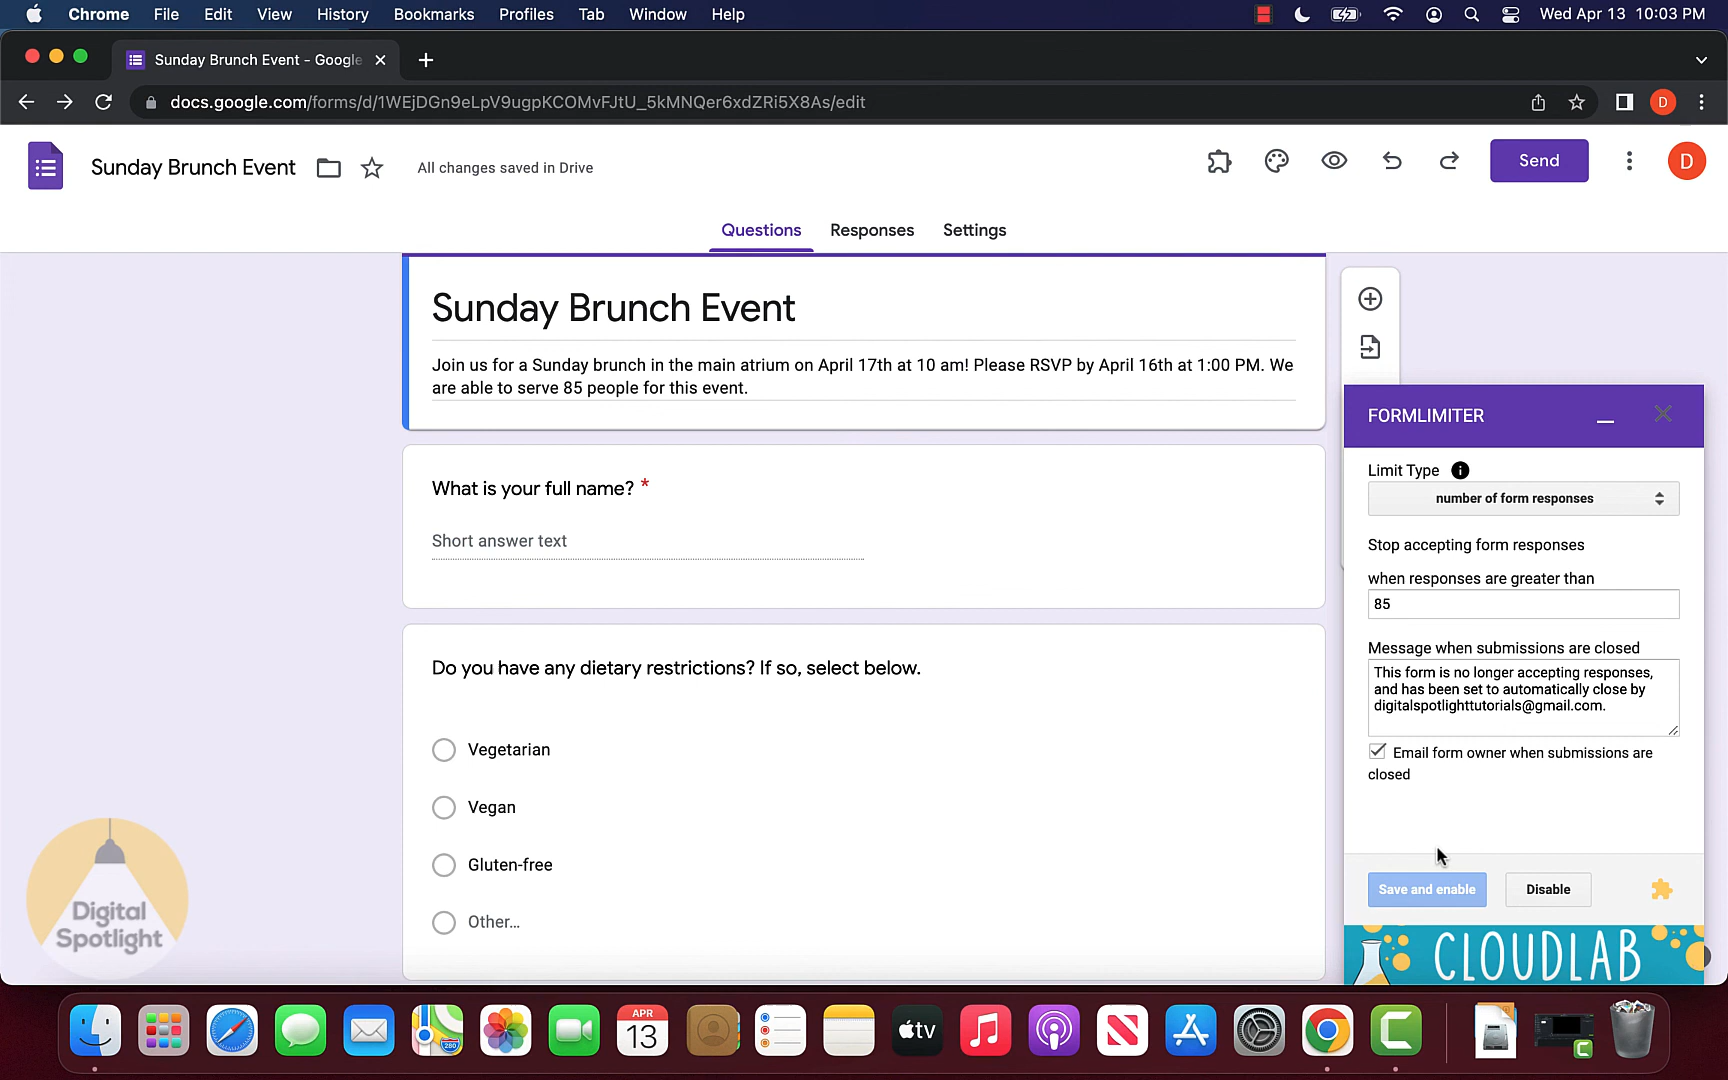 Chrome File Edit View History Bookmarks Profiles Tab Window Help Wed Apr 13 10:03 PM
Sunday Brunch Event - Google
docs.google.com/forms/d/1WEjDGn9eLpV9ugpKCOMvFJtU_5kMNQer6xdZRi5X8As/edit
D
Sunday Brunch Event
All changes saved in Drive
Send
D
Questions Responses Settings
Sunday Brunch Event
Join us for a Sunday brunch in the main atrium on April 17th at 10 am! Please RSVP by April 16th at 1:00 PM. We
are able to serve 85 people for this event.
What is your full name? *
Short answer text
Do you have any dietary restrictions? If so, select below.
Vegetarian
Vegan
Gluten-free
Other...
FORMLIMITER
Limit Type
number of form responses
Stop accepting form responses
when responses are greater than
85
Message when submissions are closed
This form is no longer accepting responses,
and has been set to automatically close by
digitalspotlighttutorials@gmail.com.
Email form owner when submissions are
closed
Save and enable
Disable
CLOUDLAB
Digital
Spotlight
280
APR
13
tv